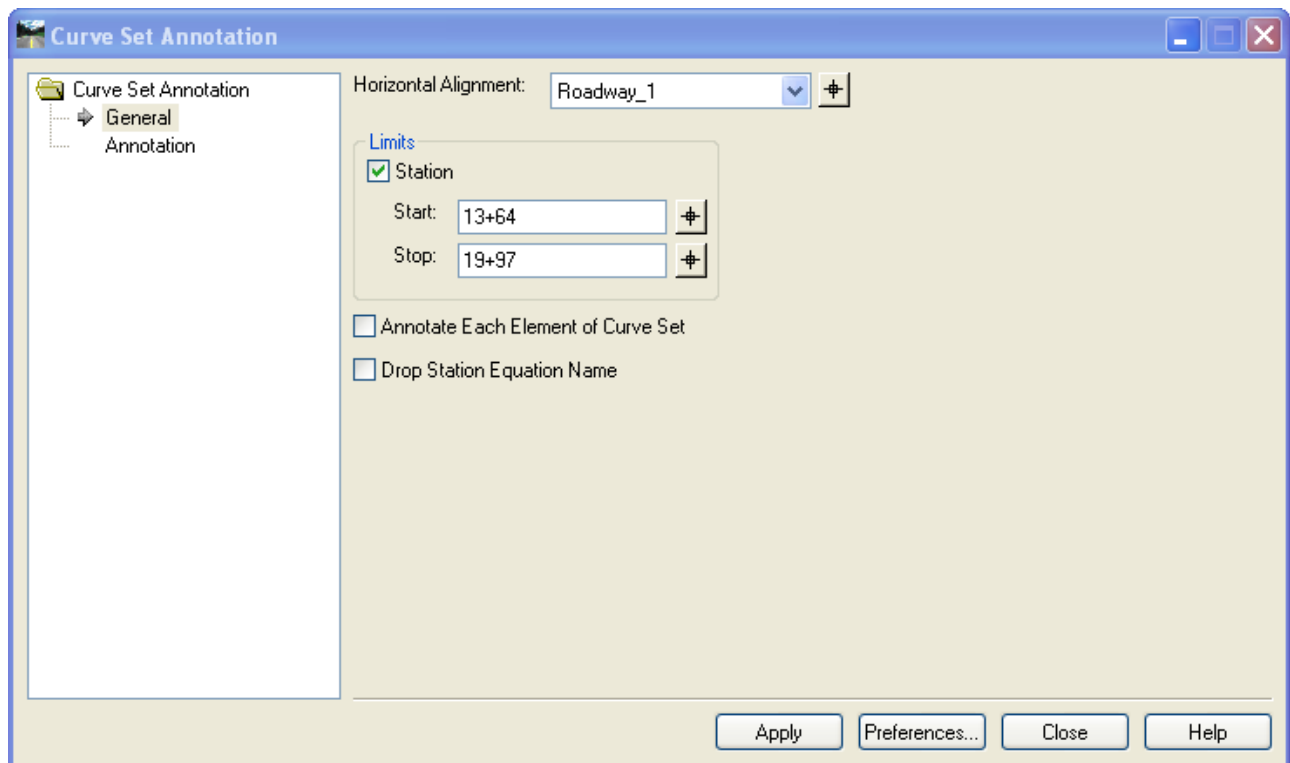 Curve Set Annotation
Curve Set Annotation
General
Annotation
Horizontal Alignment: Roadway_1
Limits
Station
Start: 13+64
Stop: 19+97
Annotate Each Element of Curve Set
Drop Station Equation Name
Apply Preferences... Close Help